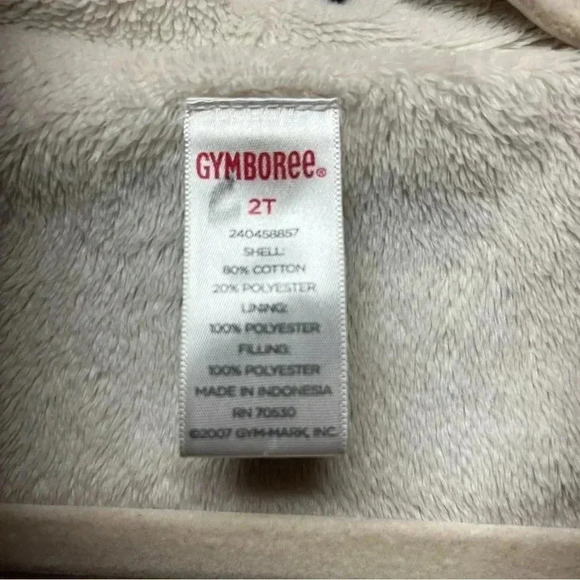 GYMBOREE®
2T
240458857
SHELL:
80% COTTON
20% POLYESTER
LINING:
100% POLYESTER
FILLING:
100% POLYESTER
MADE IN INDONESIA
RN 70530
©2007 GYM-MARK, INC.